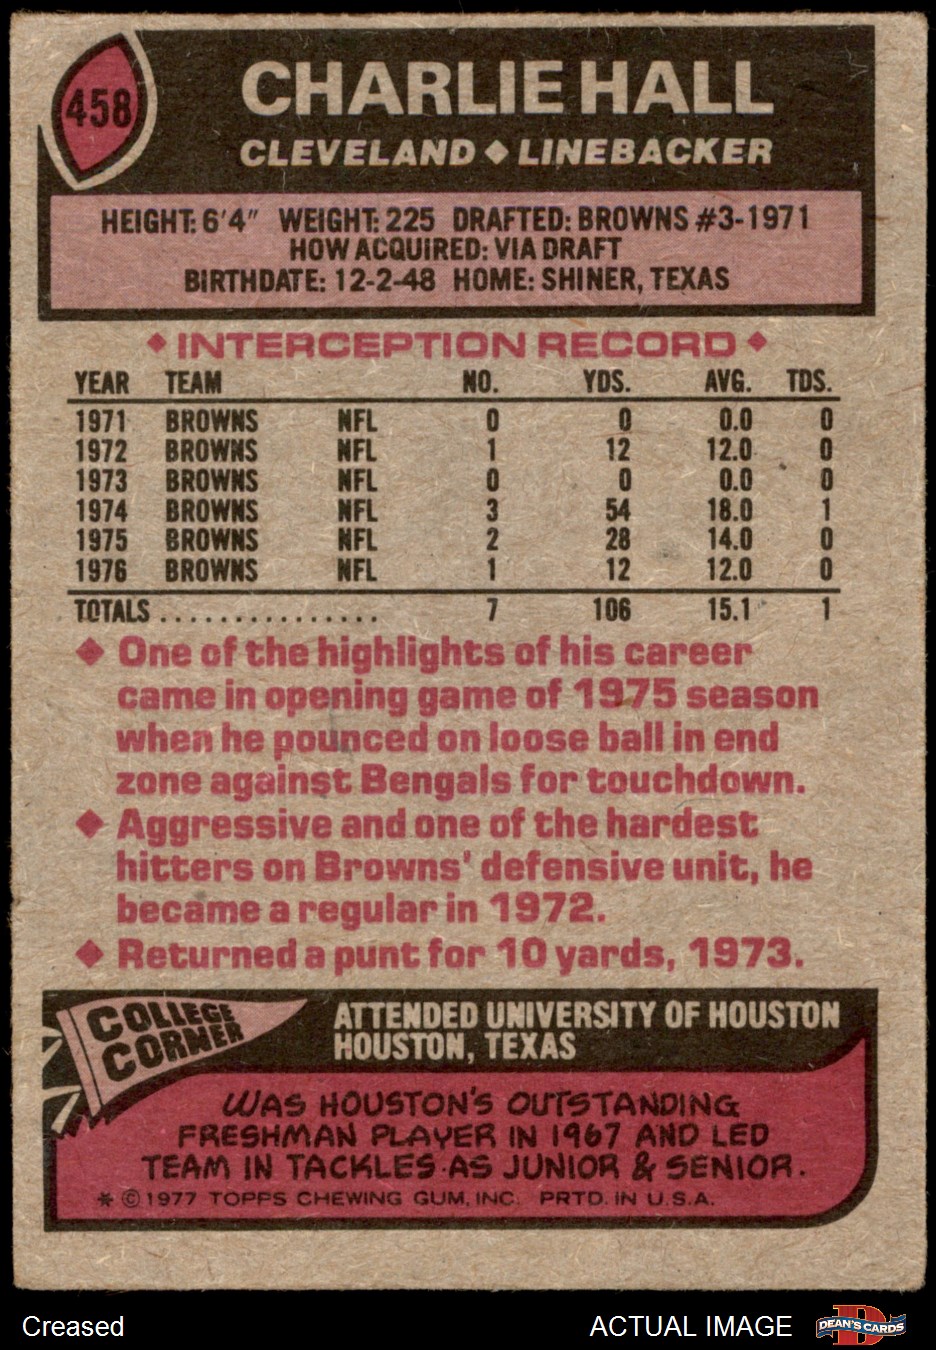 458
CHARLIE HALL
CLEVELAND ◆ LINEBACKER
HEIGHT: 6'4" WEIGHT: 225 DRAFTED: BROWNS #3-1971
HOW ACQUIRED: VIA DRAFT
BIRTHDATE: 12-2-48 HOME: SHINER, TEXAS
◆ INTERCEPTION RECORD ◆
YEAR TEAM NO. YDS. AVG. TDS.
1971 BROWNS NFL 0 0 0.0 0
1972 BROWNS NFL 1 12 12.0 0
1973 BROWNS NFL 0 0 0.0 0
1974 BROWNS NFL 3 54 18.0 1
1975 BROWNS NFL 2 28 14.0 0
1976 BROWNS NFL 1 12 12.0 0
TOTALS ............... 7 106 15.1 1
◆ One of the highlights of his career
came in opening game of 1975 season
when he pounced on loose ball in end
zone against Bengals for touchdown.
◆ Aggressive and one of the hardest
hitters on Browns' defensive unit, he
became a regular in 1972.
◆ Returned a punt for 10 yards, 1973.
COLLEGE
CORNER
ATTENDED UNIVERSITY OF HOUSTON
HOUSTON, TEXAS
WAS HOUSTON'S OUTSTANDING
FRESHMAN PLAYER IN 1967 AND LED
TEAM IN TACKLES AS JUNIOR & SENIOR.
* © 1977 TOPPS CHEWING GUM, INC. PRTD. IN U.S.A.
Creased
ACTUAL IMAGE
D
DEAN'S CARDS